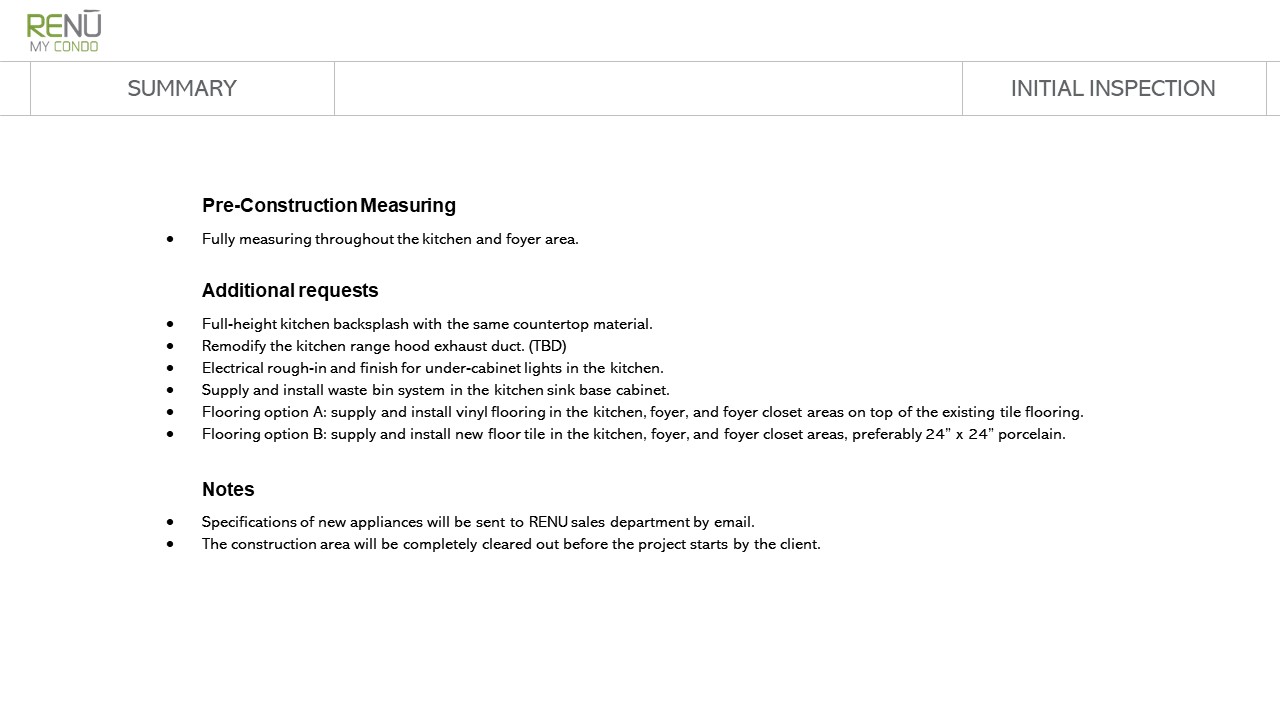 RENŪ
MY CONDO
SUMMARY
INITIAL INSPECTION
Pre-Construction Measuring
• Fully measuring throughout the kitchen and foyer area.
Additional requests
• Full-height kitchen backsplash with the same countertop material.
• Remodify the kitchen range hood exhaust duct. (TBD)
• Electrical rough-in and finish for under-cabinet lights in the kitchen.
• Supply and install waste bin system in the kitchen sink base cabinet.
• Flooring option A: supply and install vinyl flooring in the kitchen, foyer, and foyer closet areas on top of the existing tile flooring.
• Flooring option B: supply and install new floor tile in the kitchen, foyer, and foyer closet areas, preferably 24” x 24” porcelain.
Notes
• Specifications of new appliances will be sent to RENU sales department by email.
• The construction area will be completely cleared out before the project starts by the client.